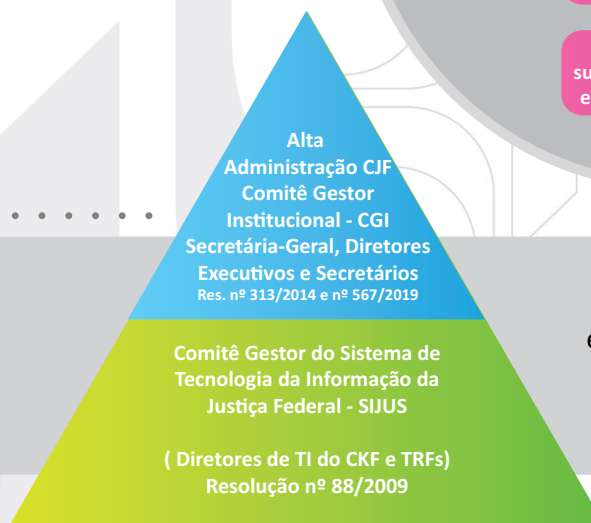 su
e
Alta
Administração CJF
Comitê Gestor
Institucional - CGI
Secretária-Geral, Diretores
Executivos e Secretários
Res. nº 313/2014 e nº 567/2019
Comitê Gestor do Sistema de
Tecnologia da Informação da
Justiça Federal - SIJUS
( Diretores de TI do CKF e TRFs)
Resolução nº 88/2009